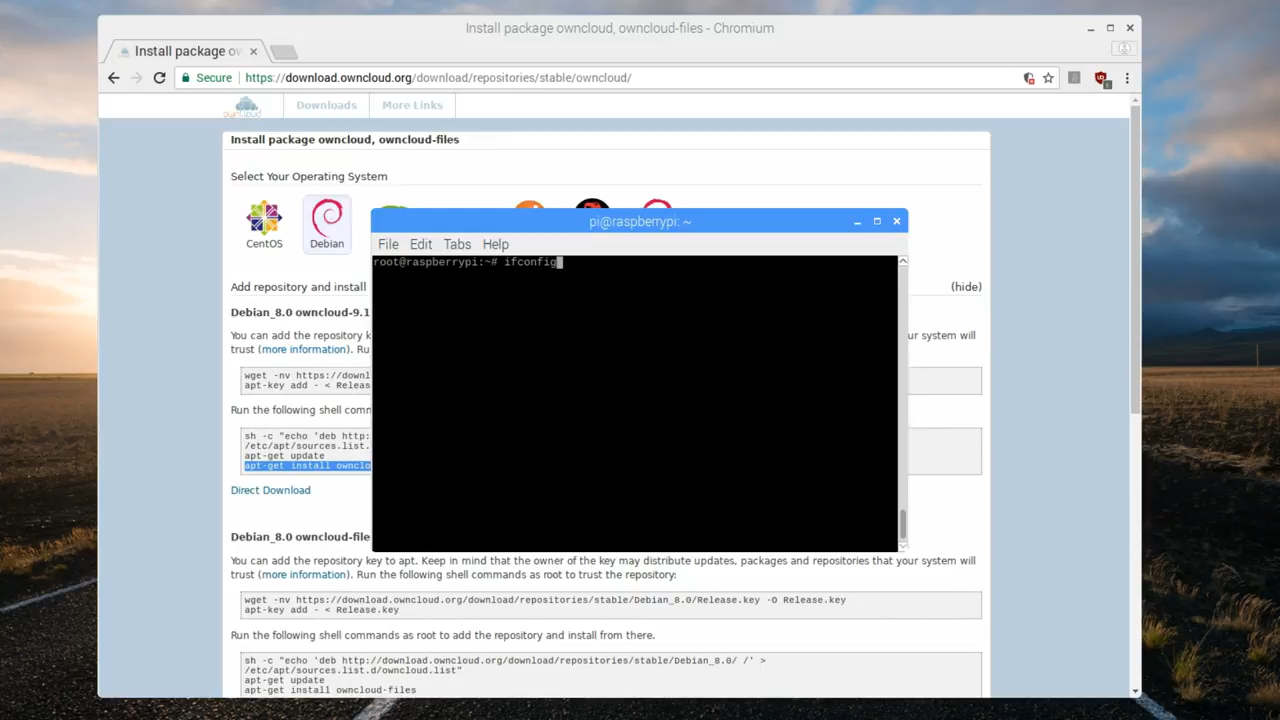 Install package owncloud, owncloud-files - Chromium
Install package ow
Secure
https://download.owncloud.org/download/repositories/stable/owncloud/
ownCloud
Downloads
More Links
Install package owncloud, owncloud-files
Select Your Operating System
CentOS
Debian
pi@raspberrypi: ~
File Edit Tabs Help
root@raspberrypi:~# ifconfig
Add repository and install
(hide)
Debian_8.0 owncloud-9.1
You can add the repository k
ur system will
trust (more information). Ru
wget -nv https://downl
apt-key add - < Releas
Run the following shell comm
sh -c "echo 'deb http:
/etc/apt/sources.list.
apt-get update
apt-get install ownclo
Direct Download
Debian_8.0 owncloud-file
You can add the repository key to apt. Keep in mind that the owner of the key may distribute updates, packages and repositories that your system will
trust (more information). Run the following shell commands as root to trust the repository:
wget -nv https://download.owncloud.org/download/repositories/stable/Debian_8.0/Release.key -O Release.key
apt-key add - < Release.key
Run the following shell commands as root to add the repository and install from there.
sh -c "echo 'deb http://download.owncloud.org/download/repositories/stable/Debian_8.0/ /' >
/etc/apt/sources.list.d/owncloud.list"
apt-get update
apt-get install owncloud-files